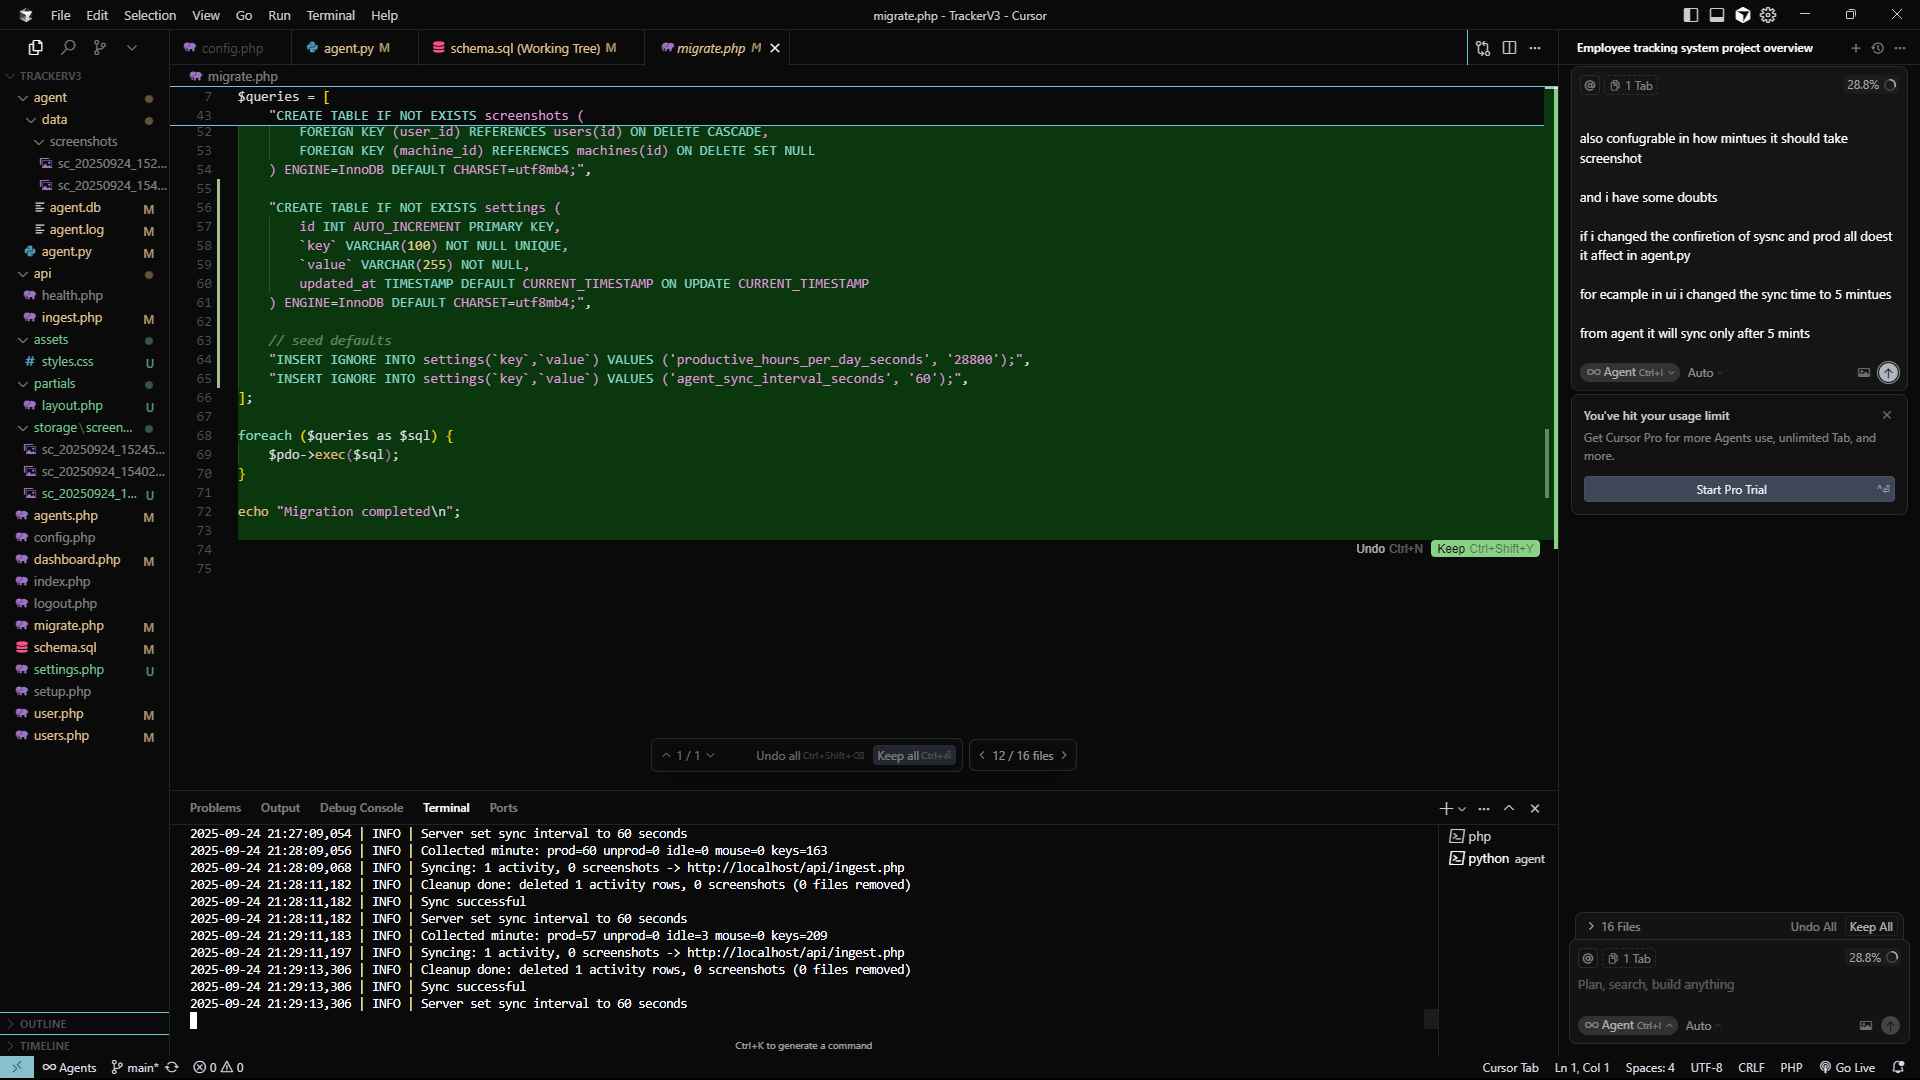 File Edit Selection View Go Run Terminal Help
migrate.php - TrackerV3 - Cursor
config.php
agent.py M
schema.sql (Working Tree) M
migrate.php M
migrate.php
TRACKERV3
agent
data
screenshots
sc_20250924_152...
sc_20250924_154...
agent.db M
agent.log M
agent.py M
api
health.php
ingest.php M
assets
# styles.css U
partials
layout.php U
storage\screen...
sc_20250924_15245...
sc_20250924_15402...
sc_20250924_1... U
agents.php M
config.php
dashboard.php M
index.php
logout.php
migrate.php M
schema.sql M
settings.php U
setup.php
user.php M
users.php M
OUTLINE
TIMELINE
7 $queries = [
43 "CREATE TABLE IF NOT EXISTS screenshots (
52 FOREIGN KEY (user_id) REFERENCES users(id) ON DELETE CASCADE,
53 FOREIGN KEY (machine_id) REFERENCES machines(id) ON DELETE SET NULL
54 ) ENGINE=InnoDB DEFAULT CHARSET=utf8mb4;",
55
56 "CREATE TABLE IF NOT EXISTS settings (
57 id INT AUTO_INCREMENT PRIMARY KEY,
58 `key` VARCHAR(100) NOT NULL UNIQUE,
59 `value` VARCHAR(255) NOT NULL,
60 updated_at TIMESTAMP DEFAULT CURRENT_TIMESTAMP ON UPDATE CURRENT_TIMESTAMP
61 ) ENGINE=InnoDB DEFAULT CHARSET=utf8mb4;",
62
63 // seed defaults
64 "INSERT IGNORE INTO settings(`key`,`value`) VALUES ('productive_hours_per_day_seconds', '28800');",
65 "INSERT IGNORE INTO settings(`key`,`value`) VALUES ('agent_sync_interval_seconds', '60');",
66 ];
67
68 foreach ($queries as $sql) {
69 $pdo->exec($sql);
70 }
71
72 echo "Migration completed\n";
73
74
75
Undo Ctrl+N Keep Ctrl+Shift+Y
1 / 1 Undo all Ctrl+Shift+⌫ Keep all Ctrl+⏎ 12 / 16 files
Problems Output Debug Console Terminal Ports
2025-09-24 21:27:09,054 | INFO | Server set sync interval to 60 seconds
2025-09-24 21:28:09,056 | INFO | Collected minute: prod=60 unprod=0 idle=0 mouse=0 keys=163
2025-09-24 21:28:09,068 | INFO | Syncing: 1 activity, 0 screenshots -> http://localhost/api/ingest.php
2025-09-24 21:28:11,182 | INFO | Cleanup done: deleted 1 activity rows, 0 screenshots (0 files removed)
2025-09-24 21:28:11,182 | INFO | Sync successful
2025-09-24 21:28:11,182 | INFO | Server set sync interval to 60 seconds
2025-09-24 21:29:11,183 | INFO | Collected minute: prod=57 unprod=0 idle=3 mouse=0 keys=209
2025-09-24 21:29:11,197 | INFO | Syncing: 1 activity, 0 screenshots -> http://localhost/api/ingest.php
2025-09-24 21:29:13,306 | INFO | Cleanup done: deleted 1 activity rows, 0 screenshots (0 files removed)
2025-09-24 21:29:13,306 | INFO | Sync successful
2025-09-24 21:29:13,306 | INFO | Server set sync interval to 60 seconds
Ctrl+K to generate a command
php
python agent
Employee tracking system project overview
@ 1 Tab 28.8%
also confugrable in how mintues it should take
screenshot
and i have some doubts
if i changed the confiretion of sysnc and prod all doest
it affect in agent.py
for ecample in ui i changed the sync time to 5 mintues
from agent it will sync only after 5 mints
Agent Ctrl+I Auto
You've hit your usage limit
Get Cursor Pro for more Agents use, unlimited Tab, and
more.
Start Pro Trial
16 Files Undo All Keep All
@ 1 Tab 28.8%
Plan, search, build anything
Agent Ctrl+I Auto
Agents main* 0 0
Cursor Tab Ln 1, Col 1 Spaces: 4 UTF-8 CRLF PHP Go Live